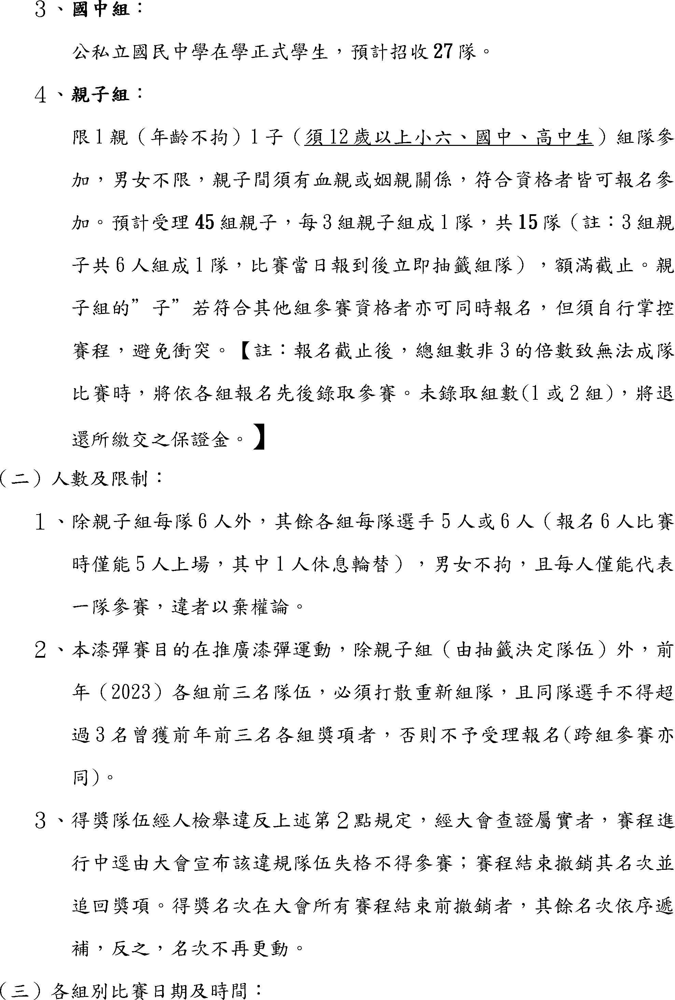 ３、國中組：
公私立國民中學在學正式學生，預計招收27隊。
４、親子組：
限1親（年齡不拘）1子（須12歲以上小六、國中、高中生）組隊參
加，男女不限，親子間須有血親或姻親關係，符合資格者皆可報名參
加。預計受理45組親子，每3組親子組成1隊，共15隊（註：3組親
子共6人組成1隊，比賽當日報到後立即抽籤組隊），額滿截止。親
子組的”子”若符合其他組參賽資格者亦可同時報名，但須自行掌控
賽程，避免衝突。【註：報名截止後，總組數非3的倍數致無法成隊
比賽時，將依各組報名先後錄取參賽。未錄取組數(1或2組)，將退
還所繳交之保證金。】
（二）人數及限制：
１、除親子組每隊6人外，其餘各組每隊選手5人或6人（報名6人比賽
時僅能5人上場，其中1人休息輪替），男女不拘，且每人僅能代表
一隊參賽，違者以棄權論。
２、本漆彈賽目的在推廣漆彈運動，除親子組（由抽籤決定隊伍）外，前
年（2023）各組前三名隊伍，必須打散重新組隊，且同隊選手不得超
過3名曾獲前年前三名各組獎項者，否則不予受理報名(跨組參賽亦
同)。
３、得獎隊伍經人檢舉違反上述第２點規定，經大會查證屬實者，賽程進
行中逕由大會宣布該違規隊伍失格不得參賽；賽程結束撤銷其名次並
追回獎項。得獎名次在大會所有賽程結束前撤銷者，其餘名次依序遞
補，反之，名次不再更動。
（三）各組別比賽日期及時間：